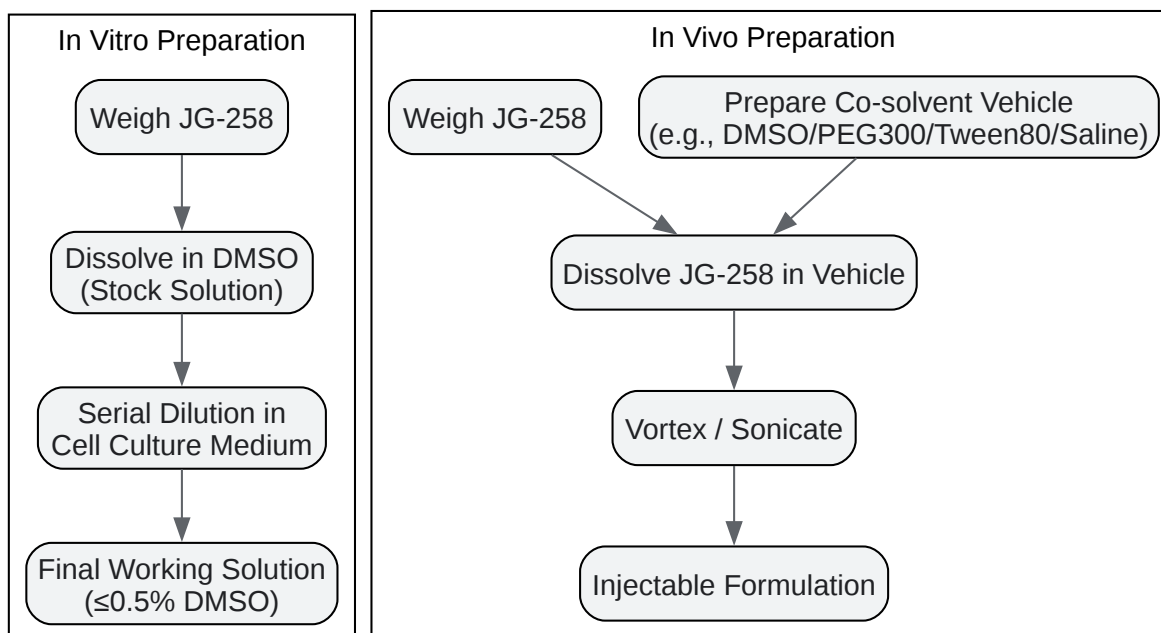 In Vitro Preparation
Weigh JG-258
Dissolve in DMSO
(Stock Solution)
Serial Dilution in
Cell Culture Medium
Final Working Solution
(≤0.5% DMSO)
In Vivo Preparation
Weigh JG-258
Prepare Co-solvent Vehicle
(e.g., DMSO/PEG300/Tween80/Saline)
Dissolve JG-258 in Vehicle
Vortex / Sonicate
Injectable Formulation